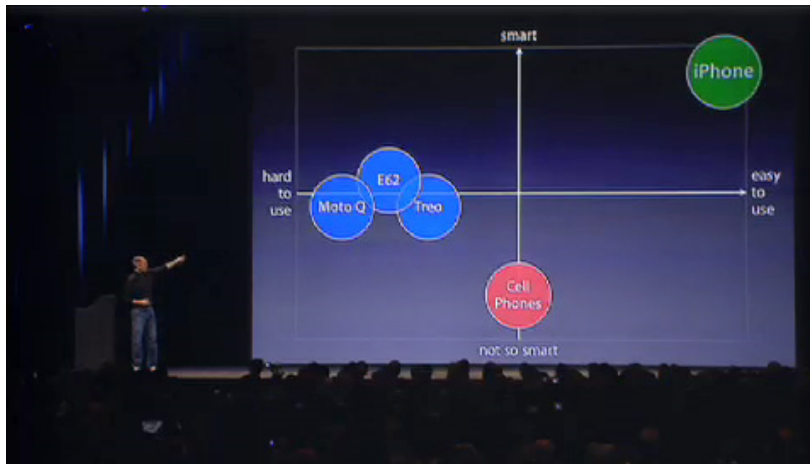 smart
iPhone
hard
to
use
E62
Moto Q
Treo
easy
to
use
Cell
Phones
not so smart